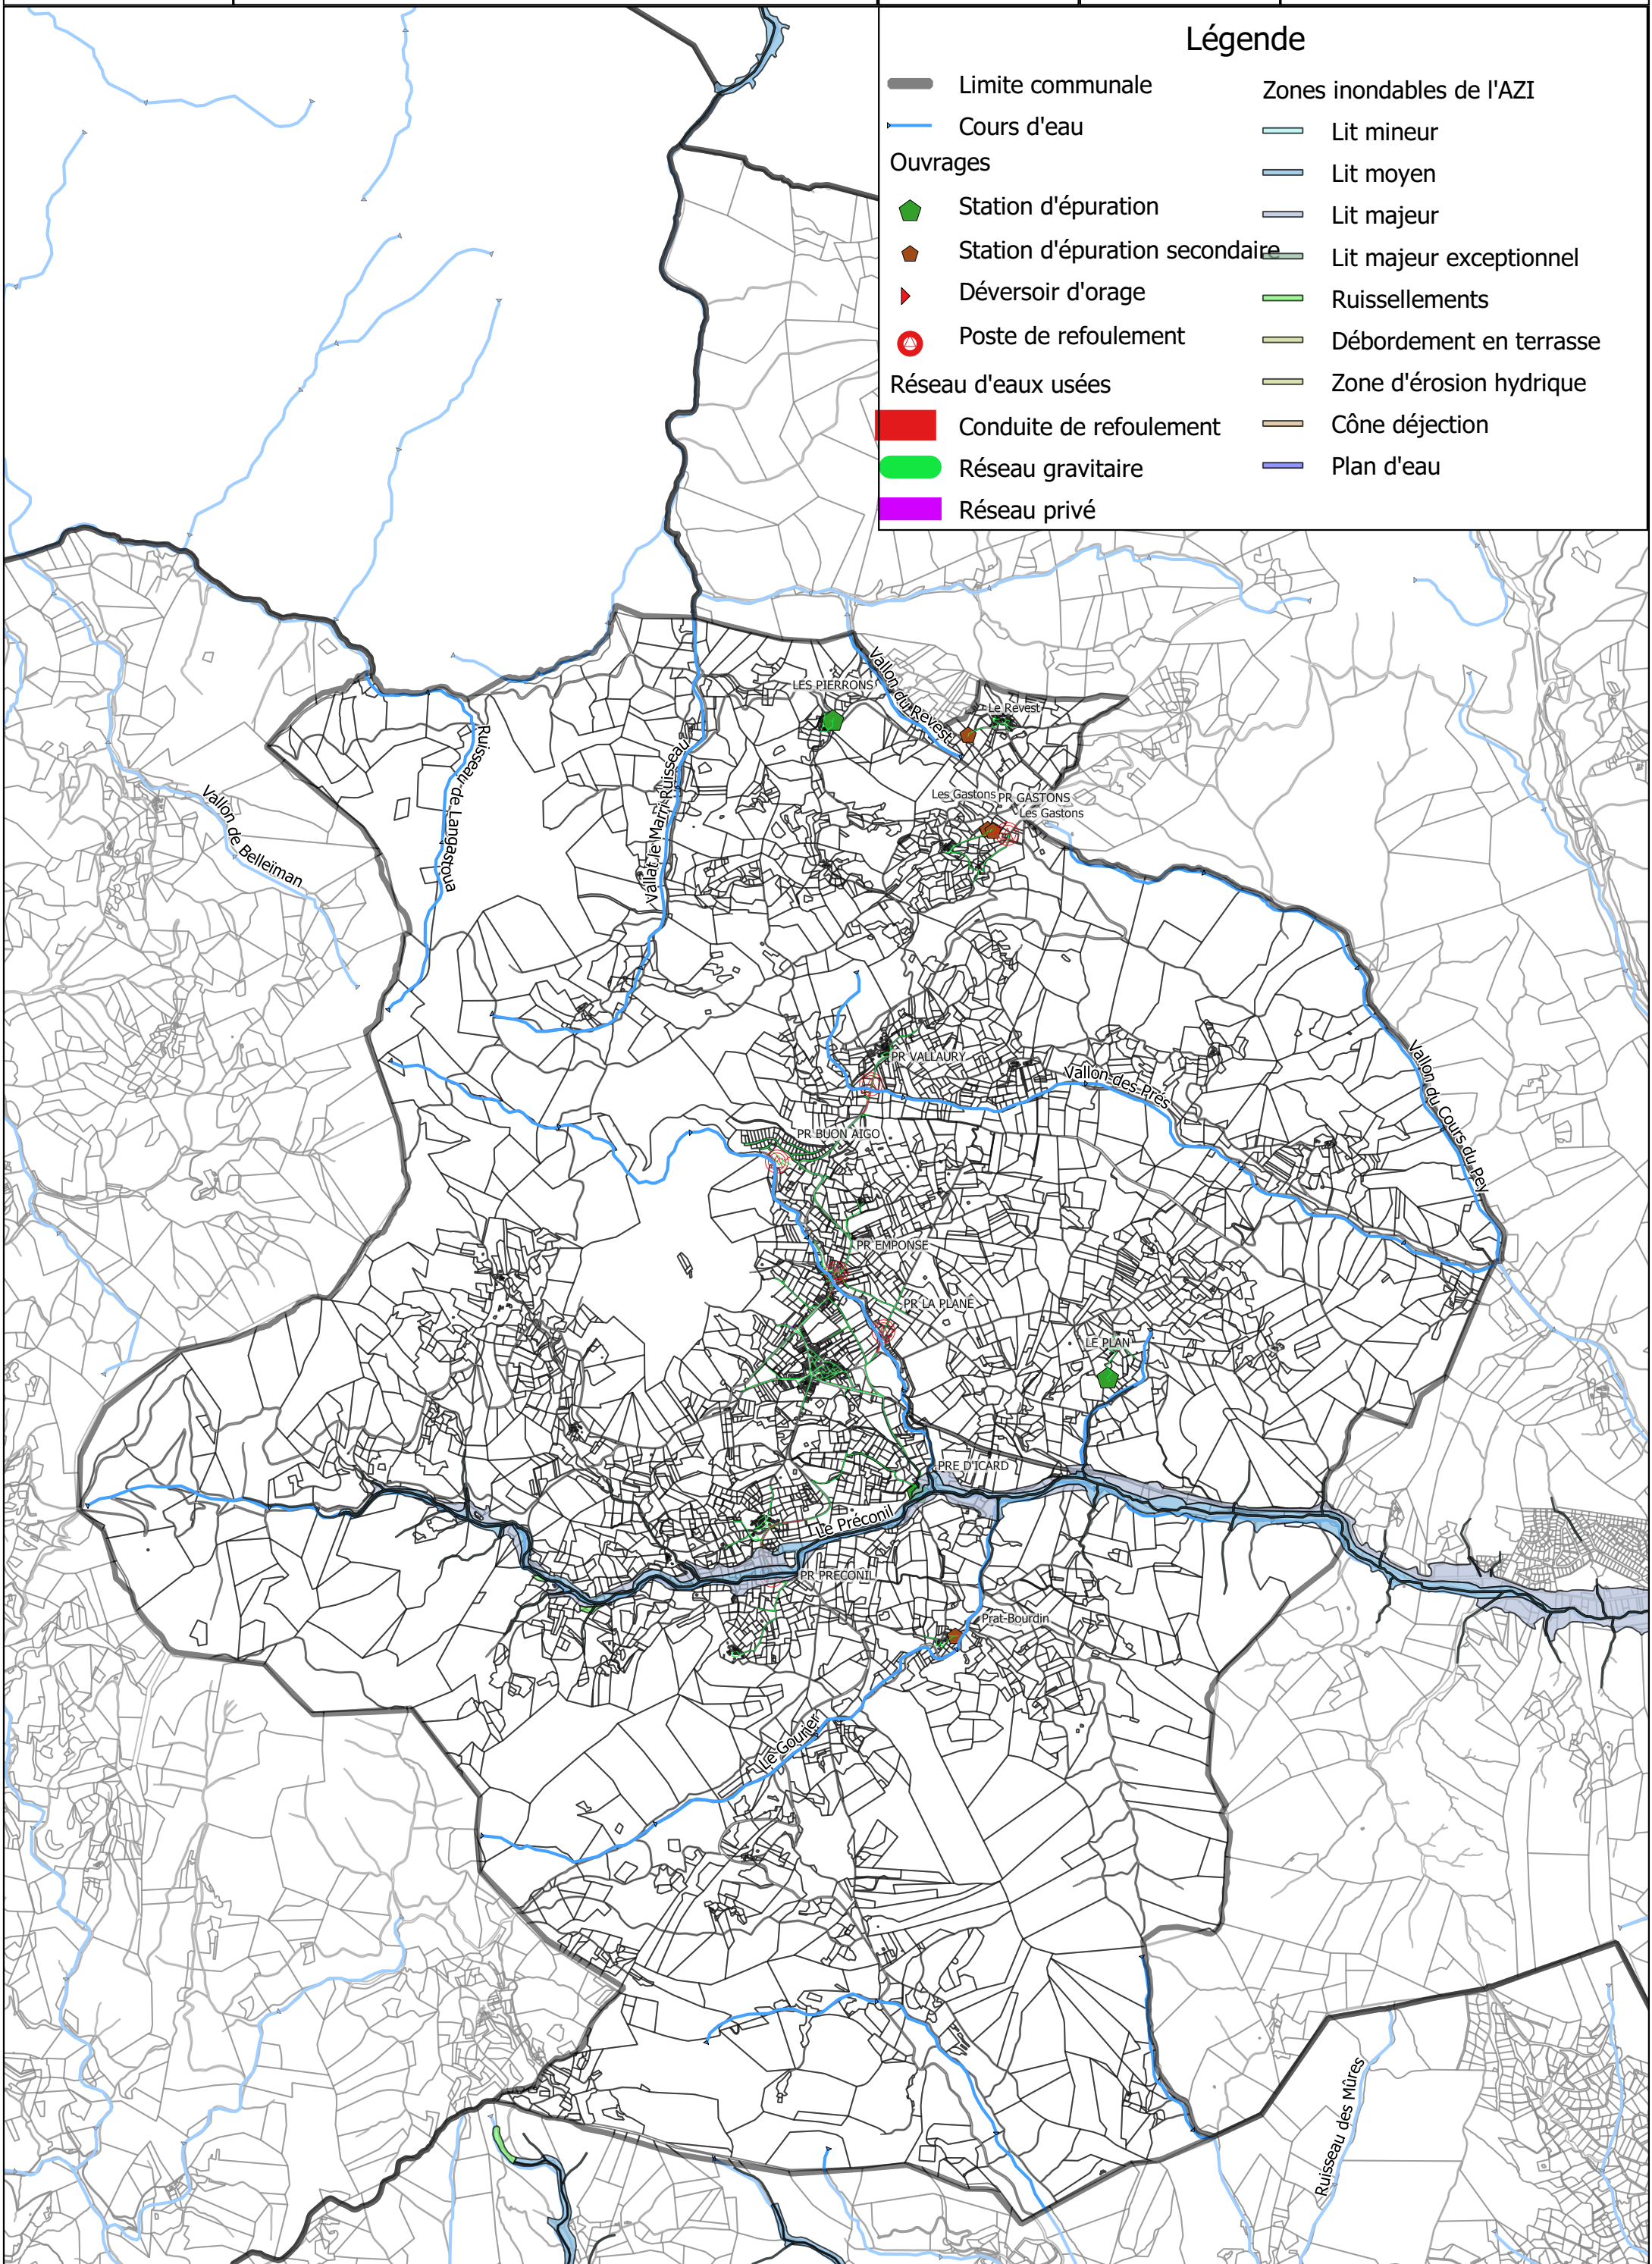 Légende
Limite communale
Cours d'eau
Ouvrages
Station d'épuration
Station d'épuration secondaire
Déversoir d'orage
Poste de refoulement
Réseau d'eaux usées
Conduite de refoulement
Réseau gravitaire
Réseau privé
Zones inondables de l'AZI
Lit mineur
Lit moyen
Lit majeur
Lit majeur exceptionnel
Ruissellements
Débordement en terrasse
Zone d'érosion hydrique
Cône déjection
Plan d'eau
Vallon du Revest
LES PIERRONS
Le Revest
Ruisseau de Langastoua
Vallat le Marri Ruisseau
Vallon de Belleïman
Les Gastons
PR GASTONS
Les Gastons
PR VALLAURY
Vallon des Prés
Vallon du Cours du Pey
PR BUON AIGO
PR EMPONSE
PR LA PLANE
LE PLAN
PRE D'ICARD
Le Préconil
PR PRECONIL
Prat-Bourdin
Le Gourier
Ruisseau des Mûres